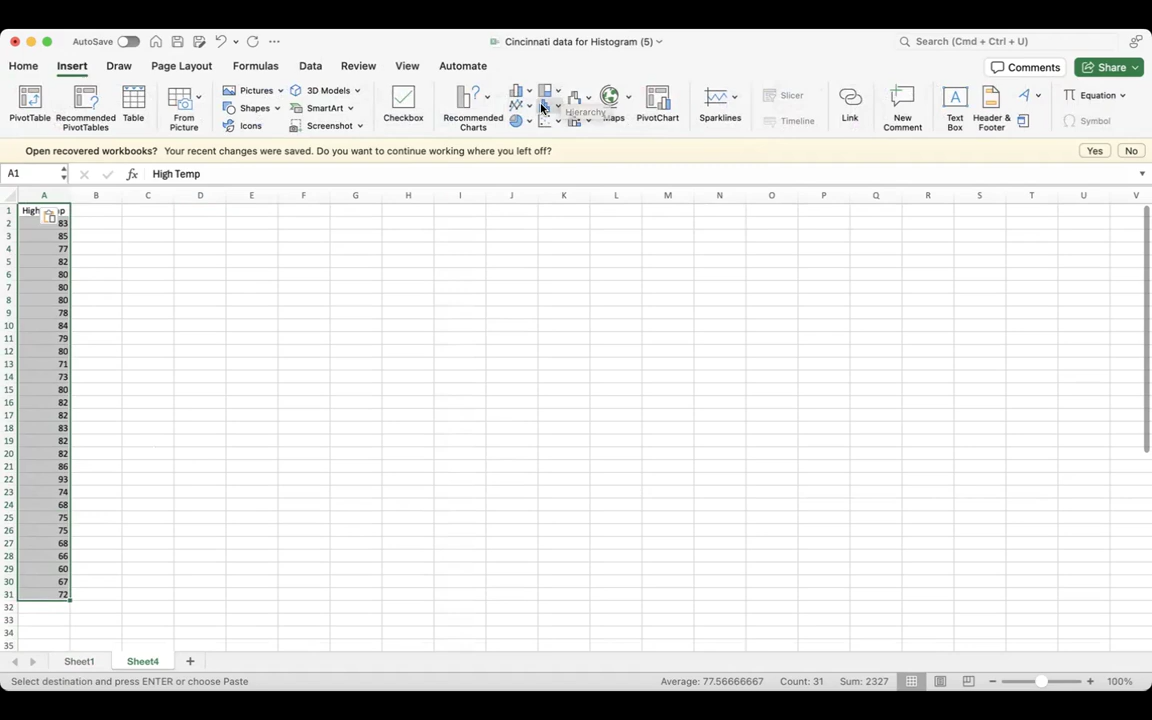 AutoSave
Cincinnati data for Histogram (5)
Search (Cmd + Ctrl + U)
Home Insert Draw Page Layout Formulas Data Review View Automate
Comments Share
PivotTable
Recommended PivotTables
Table
From Picture
Pictures
Shapes
Icons
3D Models
SmartArt
Screenshot
Checkbox
Recommended Charts
Hierarchy
Maps
PivotChart
Sparklines
Slicer
Timeline
Link
New Comment
Text Box
Header & Footer
Equation
Symbol
Open recovered workbooks? Your recent changes were saved. Do you want to continue working where you left off? Yes No
A1 fx High Temp
A B C D E F G H I J K L M N O P Q R S T U V
1 High
2 83
3 85
4 77
5 82
6 80
7 80
8 80
9 78
10 84
11 79
12 80
13 71
14 73
15 80
16 82
17 82
18 83
19 82
20 82
21 86
22 93
23 74
24 68
25 75
26 75
27 68
28 66
29 60
30 67
31 72
32
33
34
35
Sheet1 Sheet4 +
Select destination and press ENTER or choose Paste Average: 77.56666667 Count: 31 Sum: 2327 100%